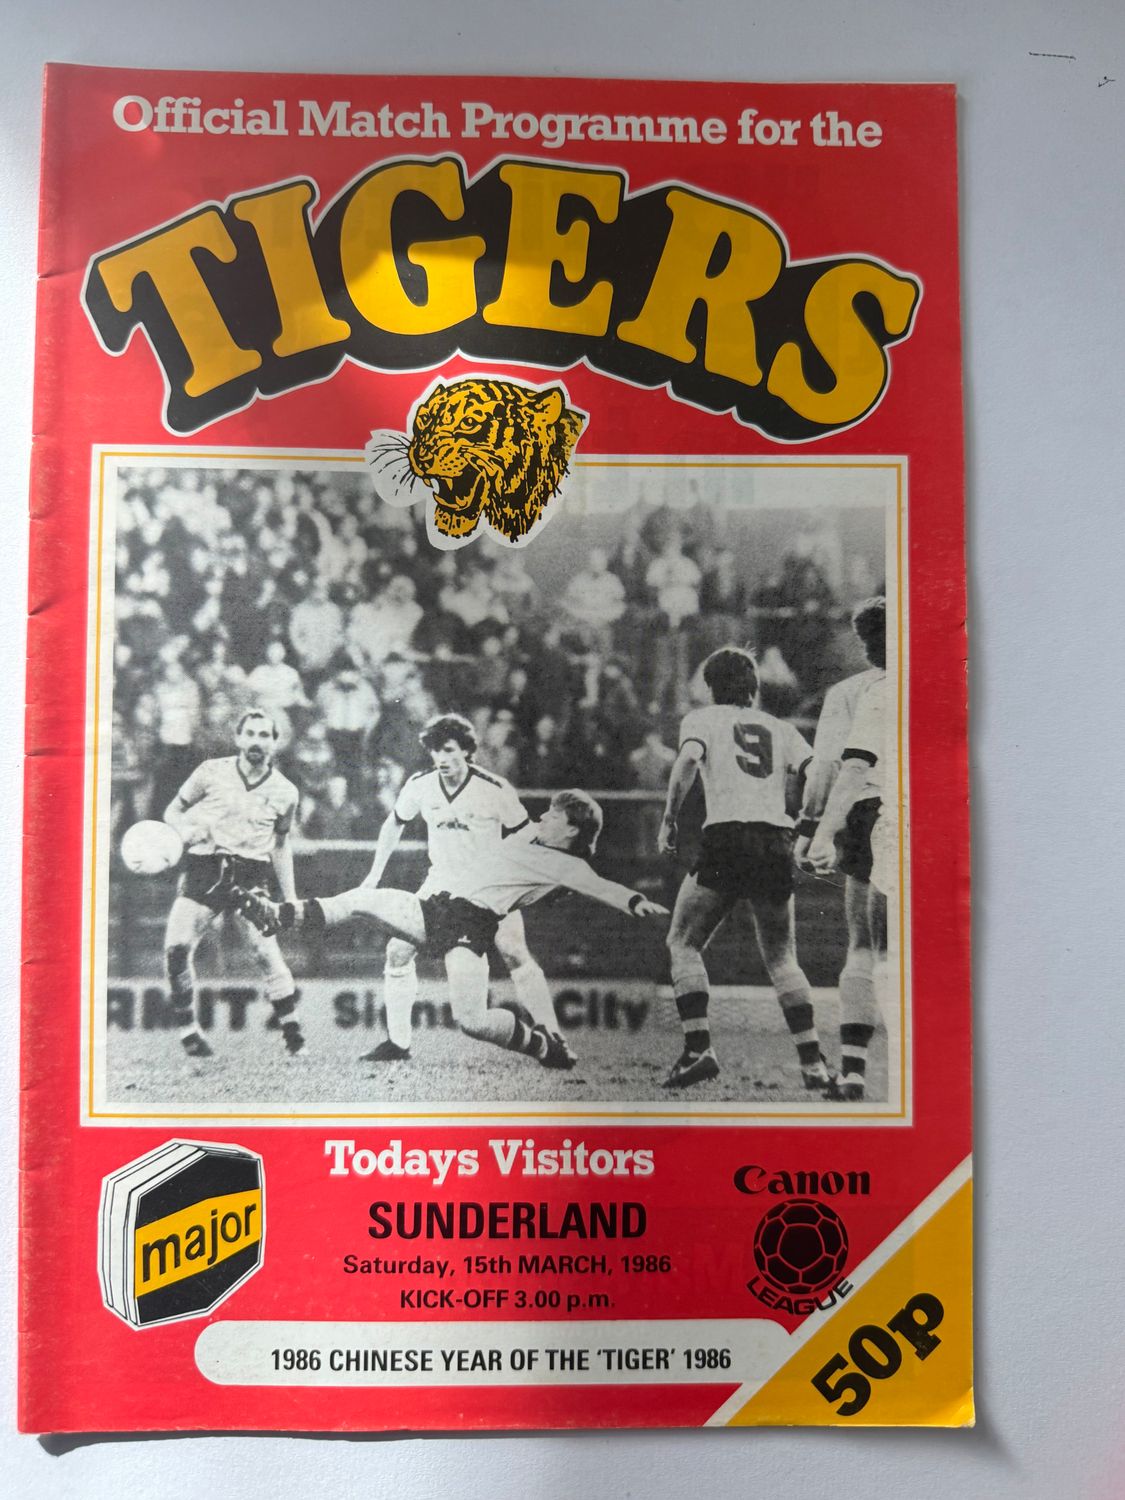 Official Match Programme for the
TIGERS
9
Todays Visitors
SUNDERLAND
Saturday, 15th MARCH, 1986
KICK-OFF 3.00 p.m.
major
Canon
LEAGUE
1986 CHINESE YEAR OF THE 'TIGER' 1986
50p